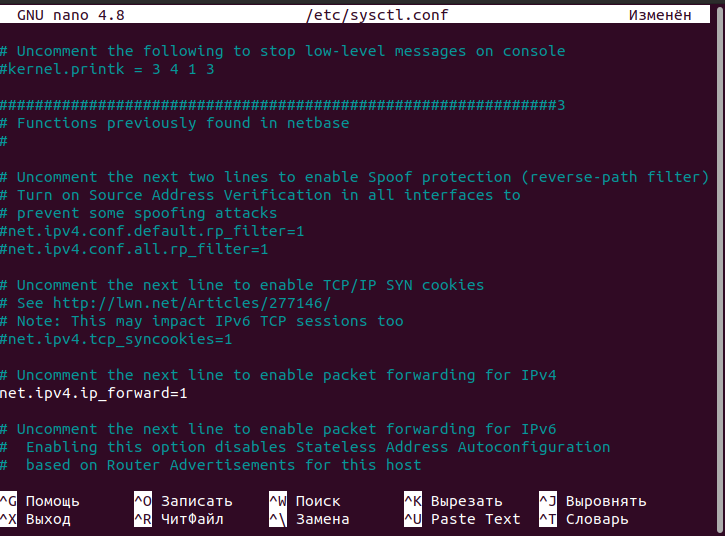 GNU nano 4.8 /etc/sysctl.conf Изменён
# Uncomment the following to stop low-level messages on console
#kernel.printk = 3 4 1 3
##############################################################3
# Functions previously found in netbase
#
# Uncomment the next two lines to enable Spoof protection (reverse-path filter)
# Turn on Source Address Verification in all interfaces to
# prevent some spoofing attacks
#net.ipv4.conf.default.rp_filter=1
#net.ipv4.conf.all.rp_filter=1
# Uncomment the next line to enable TCP/IP SYN cookies
# See http://lwn.net/Articles/277146/
# Note: This may impact IPv6 TCP sessions too
#net.ipv4.tcp_syncookies=1
# Uncomment the next line to enable packet forwarding for IPv4
net.ipv4.ip_forward=1
# Uncomment the next line to enable packet forwarding for IPv6
#  Enabling this option disables Stateless Address Autoconfiguration
#  based on Router Advertisements for this host
^G Помощь ^O Записать ^W Поиск ^K Вырезать ^J Выровнять
^X Выход ^R ЧитФайл ^\ Замена ^U Paste Text ^T Словарь